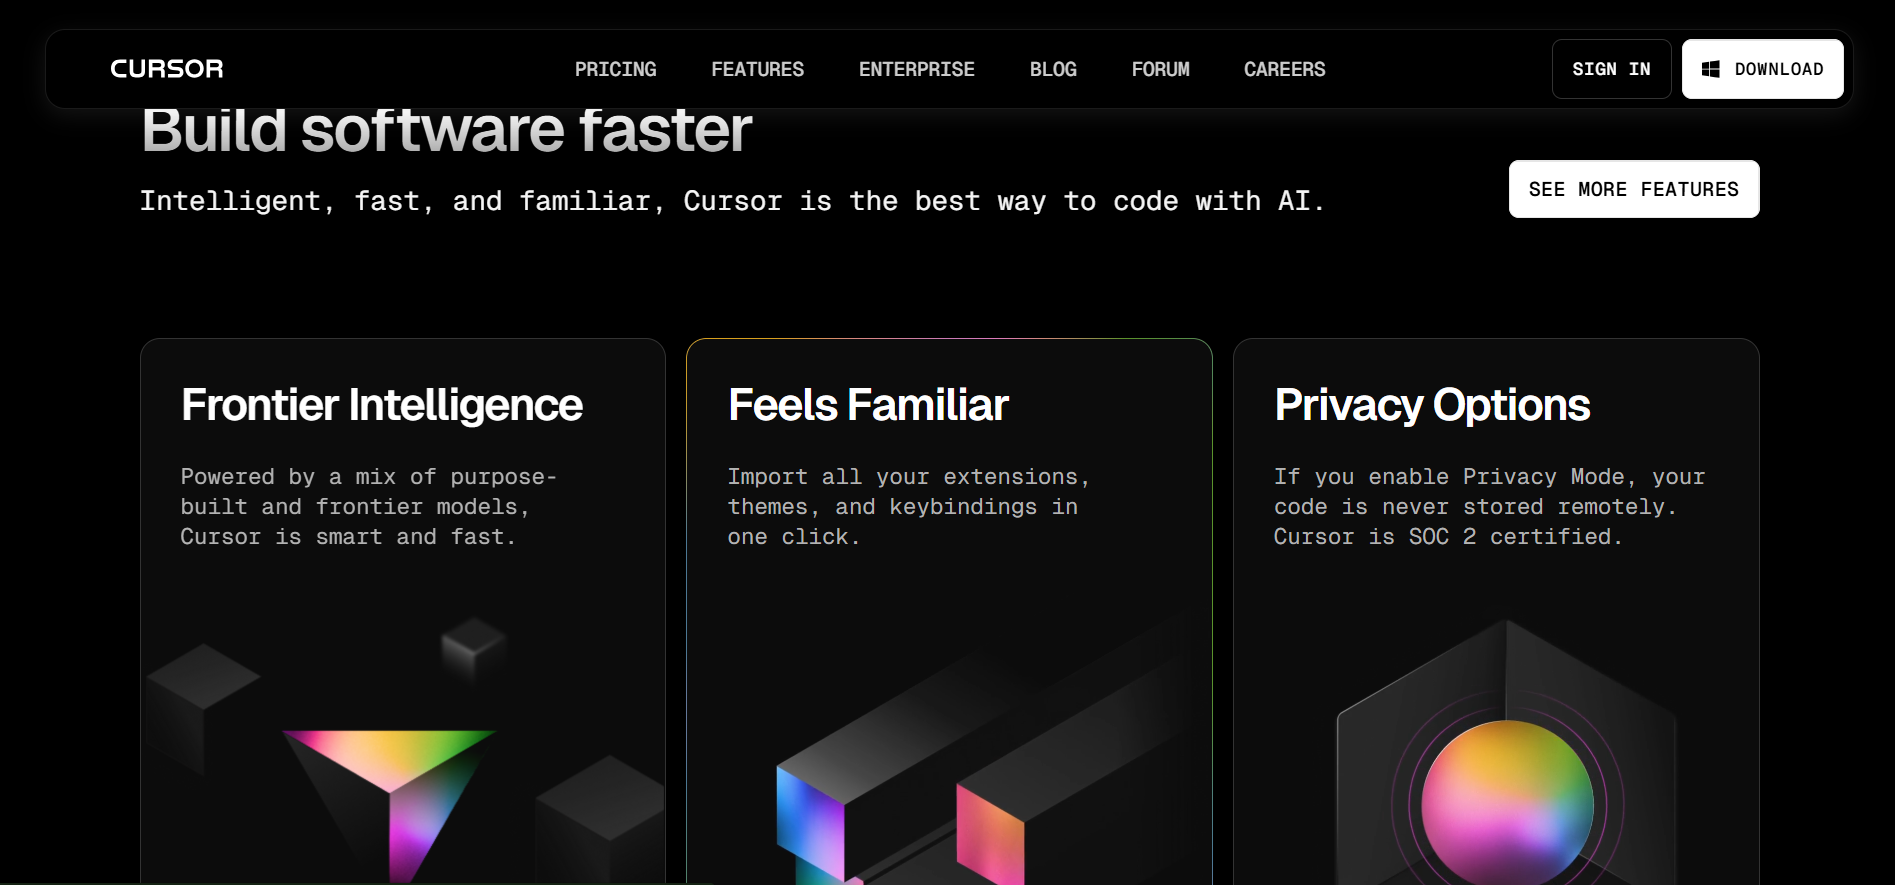 CURSOR
PRICING
FEATURES
ENTERPRISE
BLOG
FORUM
CAREERS
SIGN IN
DOWNLOAD
Build software faster
Intelligent, fast, and familiar, Cursor is the best way to code with AI.
SEE MORE FEATURES
Frontier Intelligence
Powered by a mix of purpose-
built and frontier models,
Cursor is smart and fast.
Feels Familiar
Import all your extensions,
themes, and keybindings in
one click.
Privacy Options
If you enable Privacy Mode, your
code is never stored remotely.
Cursor is SOC 2 certified.